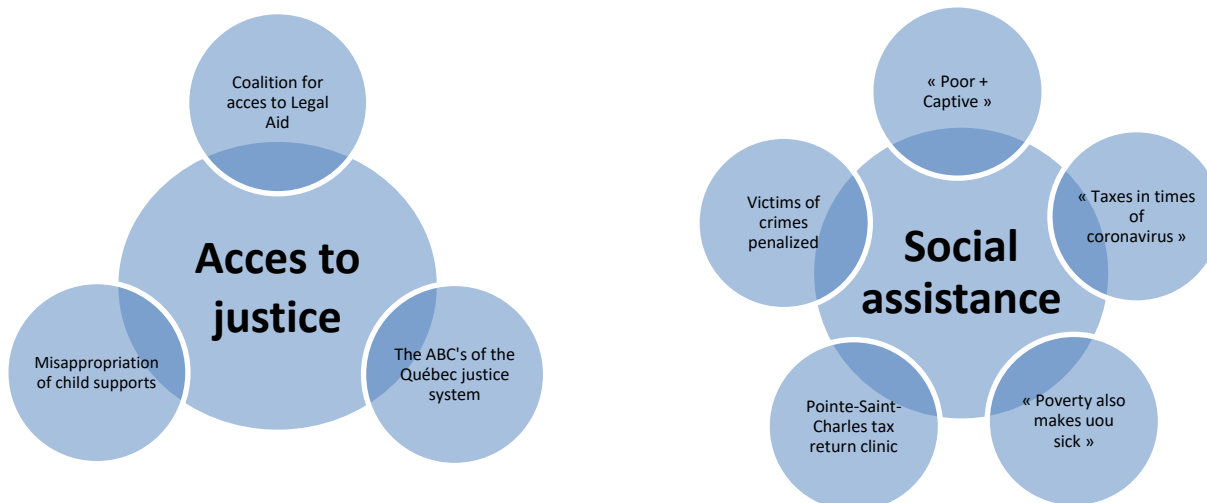 Coalition for
acces to Legal
Aid
Acces to
justice
Misappropriation
of child supports
The ABC's of the
Québec justice
system
« Poor +
Captive »
Victims of
crimes
penalized
« Taxes in times
of
coronavirus »
Social
assistance
Pointe-Saint-
Charles tax
return clinic
« Poverty also
makes uou
sick »